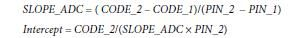 SLOPE_ADC = ( CODE_2 – CODE_1)/(PIN_2 – PIN_1)
Intercept = CODE_2/(SLOPE_ADC × PIN_2)